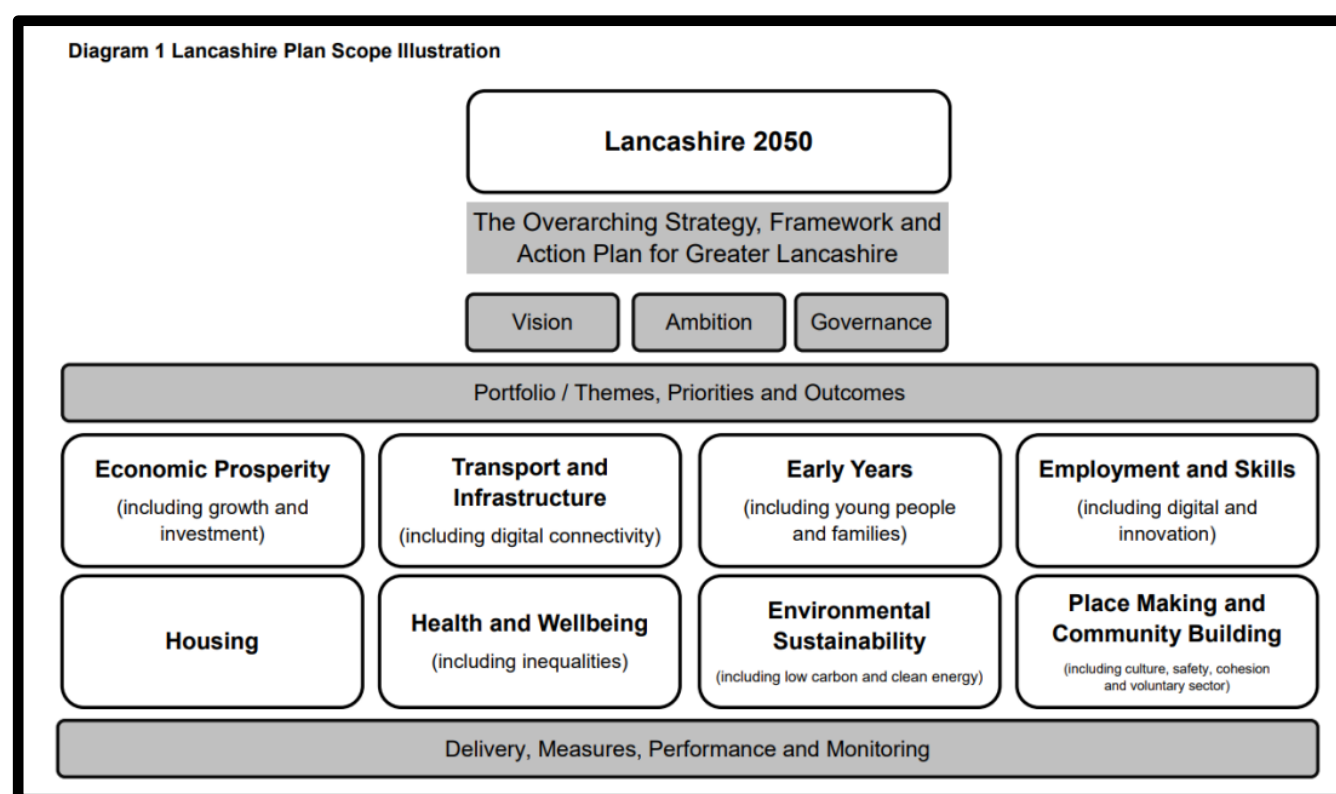 Diagram 1 Lancashire Plan Scope Illustration
Lancashire 2050
The Overarching Strategy, Framework and
Action Plan for Greater Lancashire
Vision
Ambition
Governance
Portfolio / Themes, Priorities and Outcomes
Economic Prosperity
(including growth and
investment)
Transport and
Infrastructure
(including digital connectivity)
Early Years
(including young people
and families)
Employment and Skills
(including digital and
innovation)
Housing
Health and Wellbeing
(including inequalities)
Environmental
Sustainability
(including low carbon and clean energy)
Place Making and
Community Building
(including culture, safety, cohesion
and voluntary sector)
Delivery, Measures, Performance and Monitoring